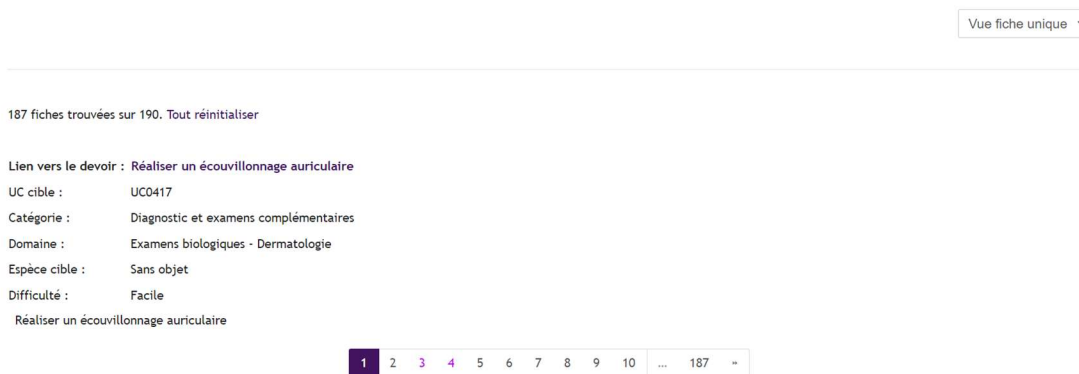 Vue fiche unique
187 fiches trouvées sur 190. Tout réinitialiser
Lien vers le devoir : Réaliser un écouvillonnage auriculaire
UC cible : UC0417
Catégorie : Diagnostic et examens complémentaires
Domaine : Examens biologiques - Dermatologie
Espèce cible : Sans objet
Difficulté : Facile
Réaliser un écouvillonnage auriculaire
1 2 3 4 5 6 7 8 9 10 ... 187 »